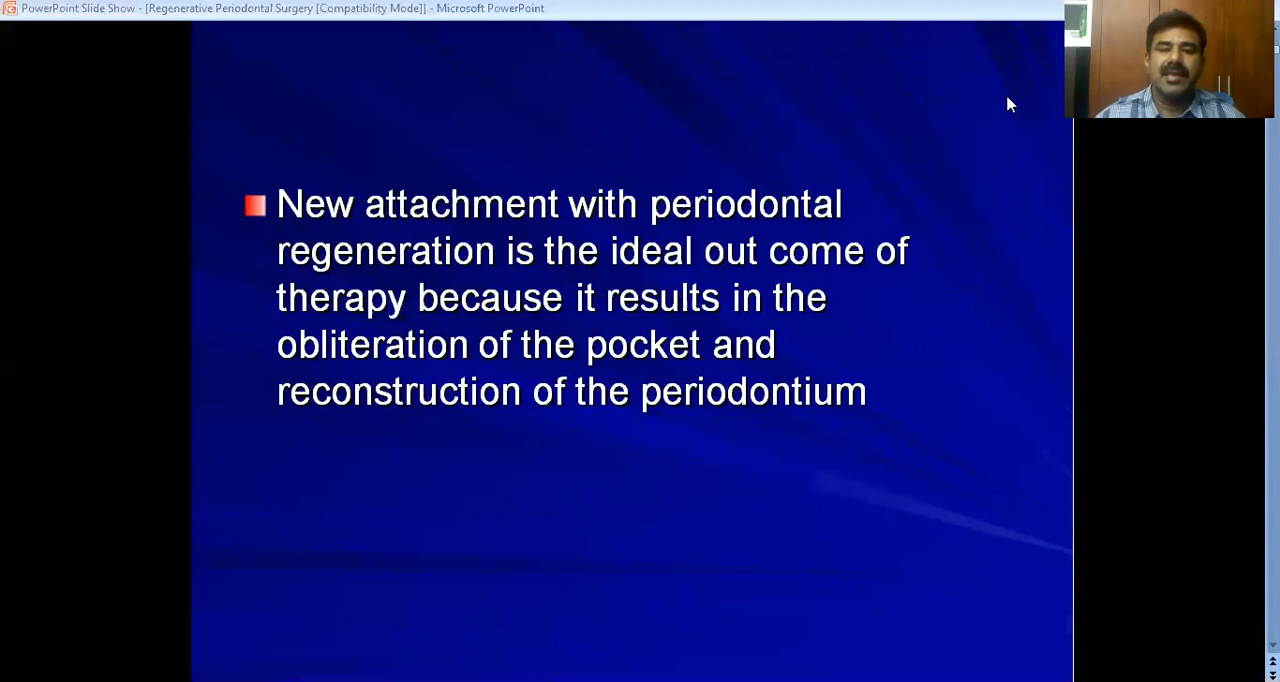 PowerPoint Slide Show - [Regenerative Periodontal Surgery [Compatibility Mode]] - Microsoft PowerPoint
New attachment with periodontal
regeneration is the ideal out come of
therapy because it results in the
obliteration of the pocket and
reconstruction of the periodontium